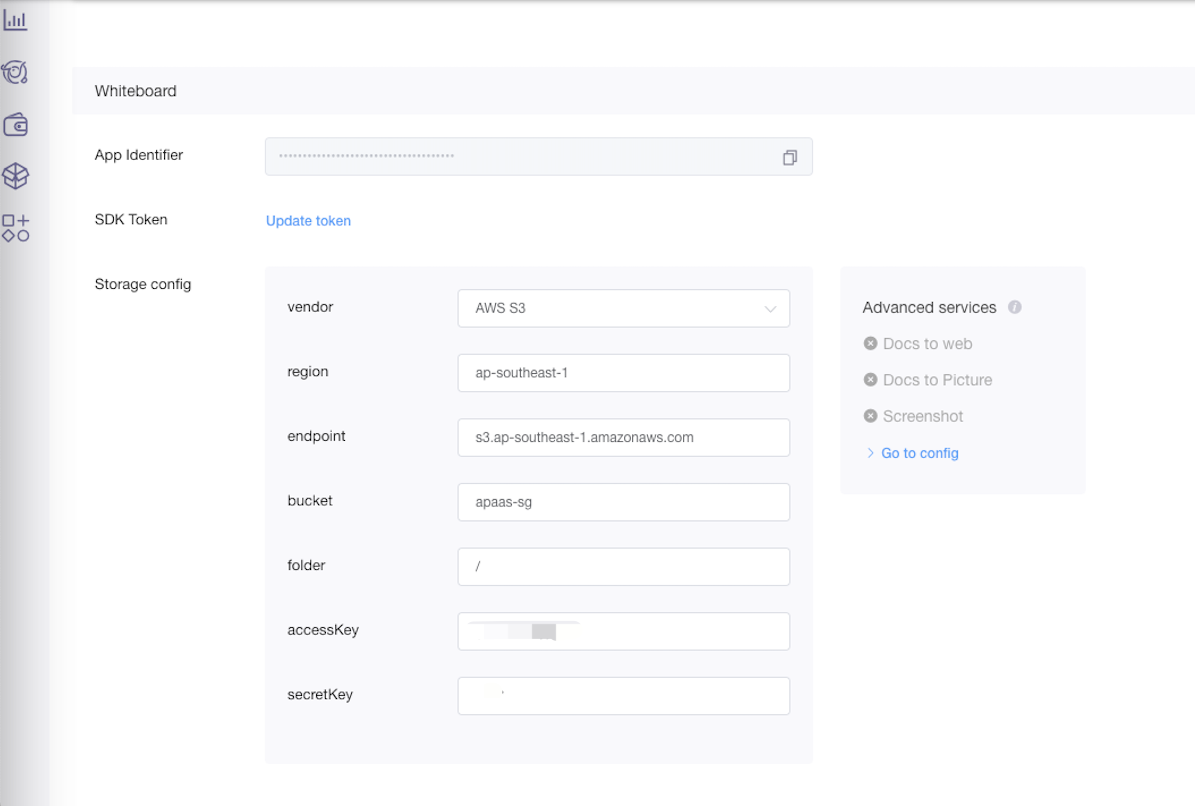 Whiteboard
App Identifier
SDK Token
Update token
Storage config
vendor
AWS S3
region
ap-southeast-1
endpoint
s3.ap-southeast-1.amazonaws.com
bucket
apaas-sg
folder
/
accessKey
secretKey
Advanced services
Docs to web
Docs to Picture
Screenshot
Go to config